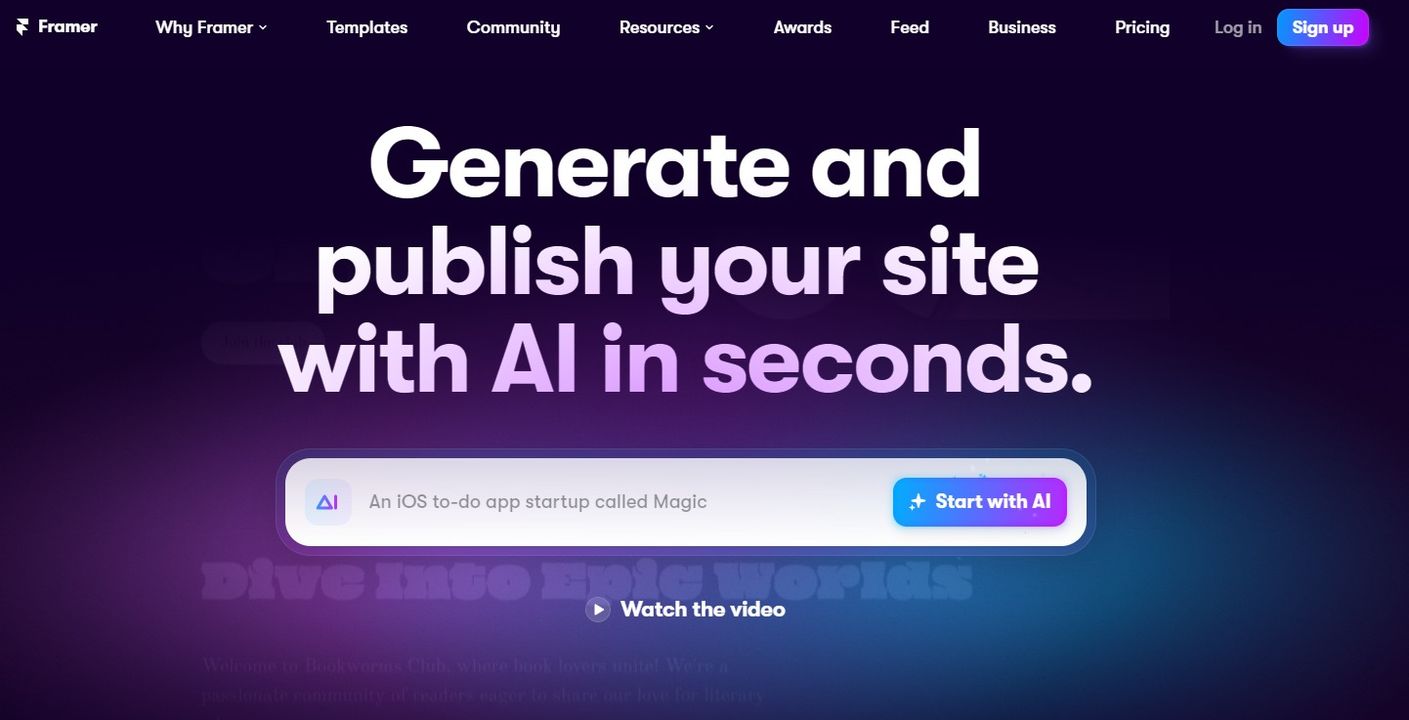 Framer
Why Framer
Templates
Community
Resources
Awards
Feed
Business
Pricing
Log in
Sign up
Generate and
publish your site
with AI in seconds.
AI
An iOS to-do app startup called Magic
Start with AI
Dive Into Epic Worlds
Watch the video
Welcome to Bookworms Club, where book lovers unite! We're a
passionate community of readers eager to share our love for literary